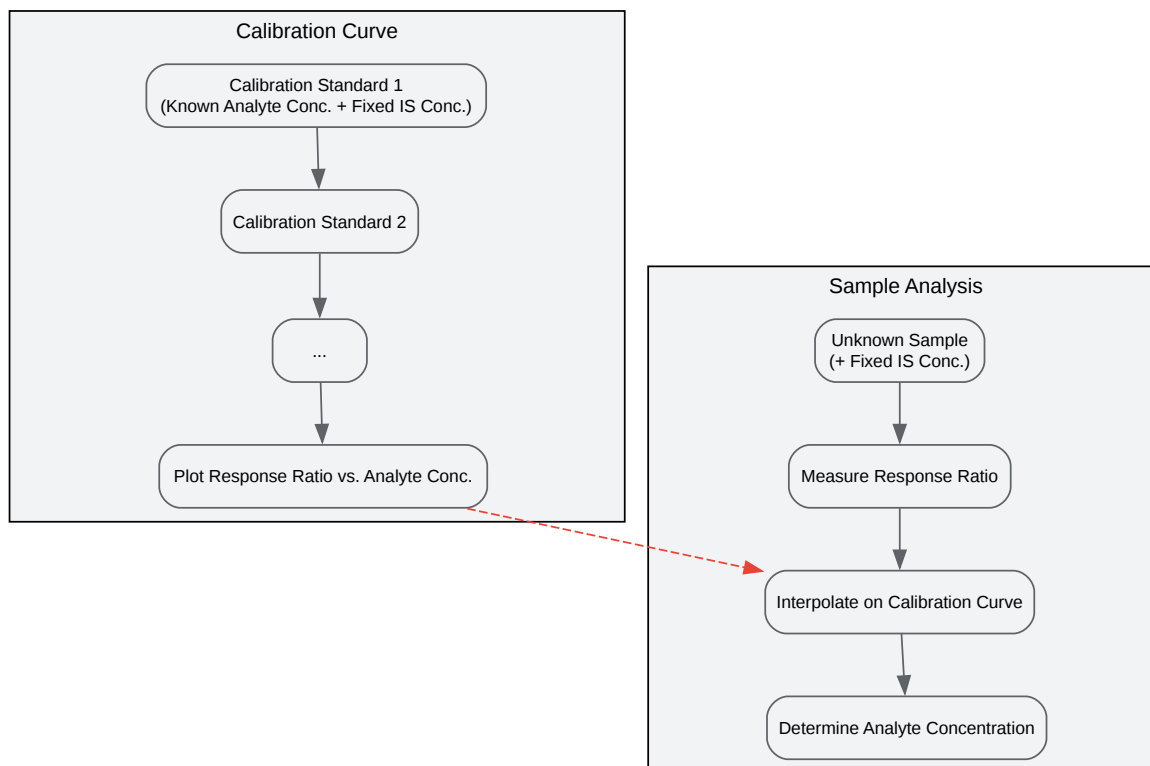 Calibration Curve
Calibration Standard 1
(Known Analyte Conc. + Fixed IS Conc.)
Calibration Standard 2
...
Plot Response Ratio vs. Analyte Conc.
Sample Analysis
Unknown Sample
(+ Fixed IS Conc.)
Measure Response Ratio
Interpolate on Calibration Curve
Determine Analyte Concentration